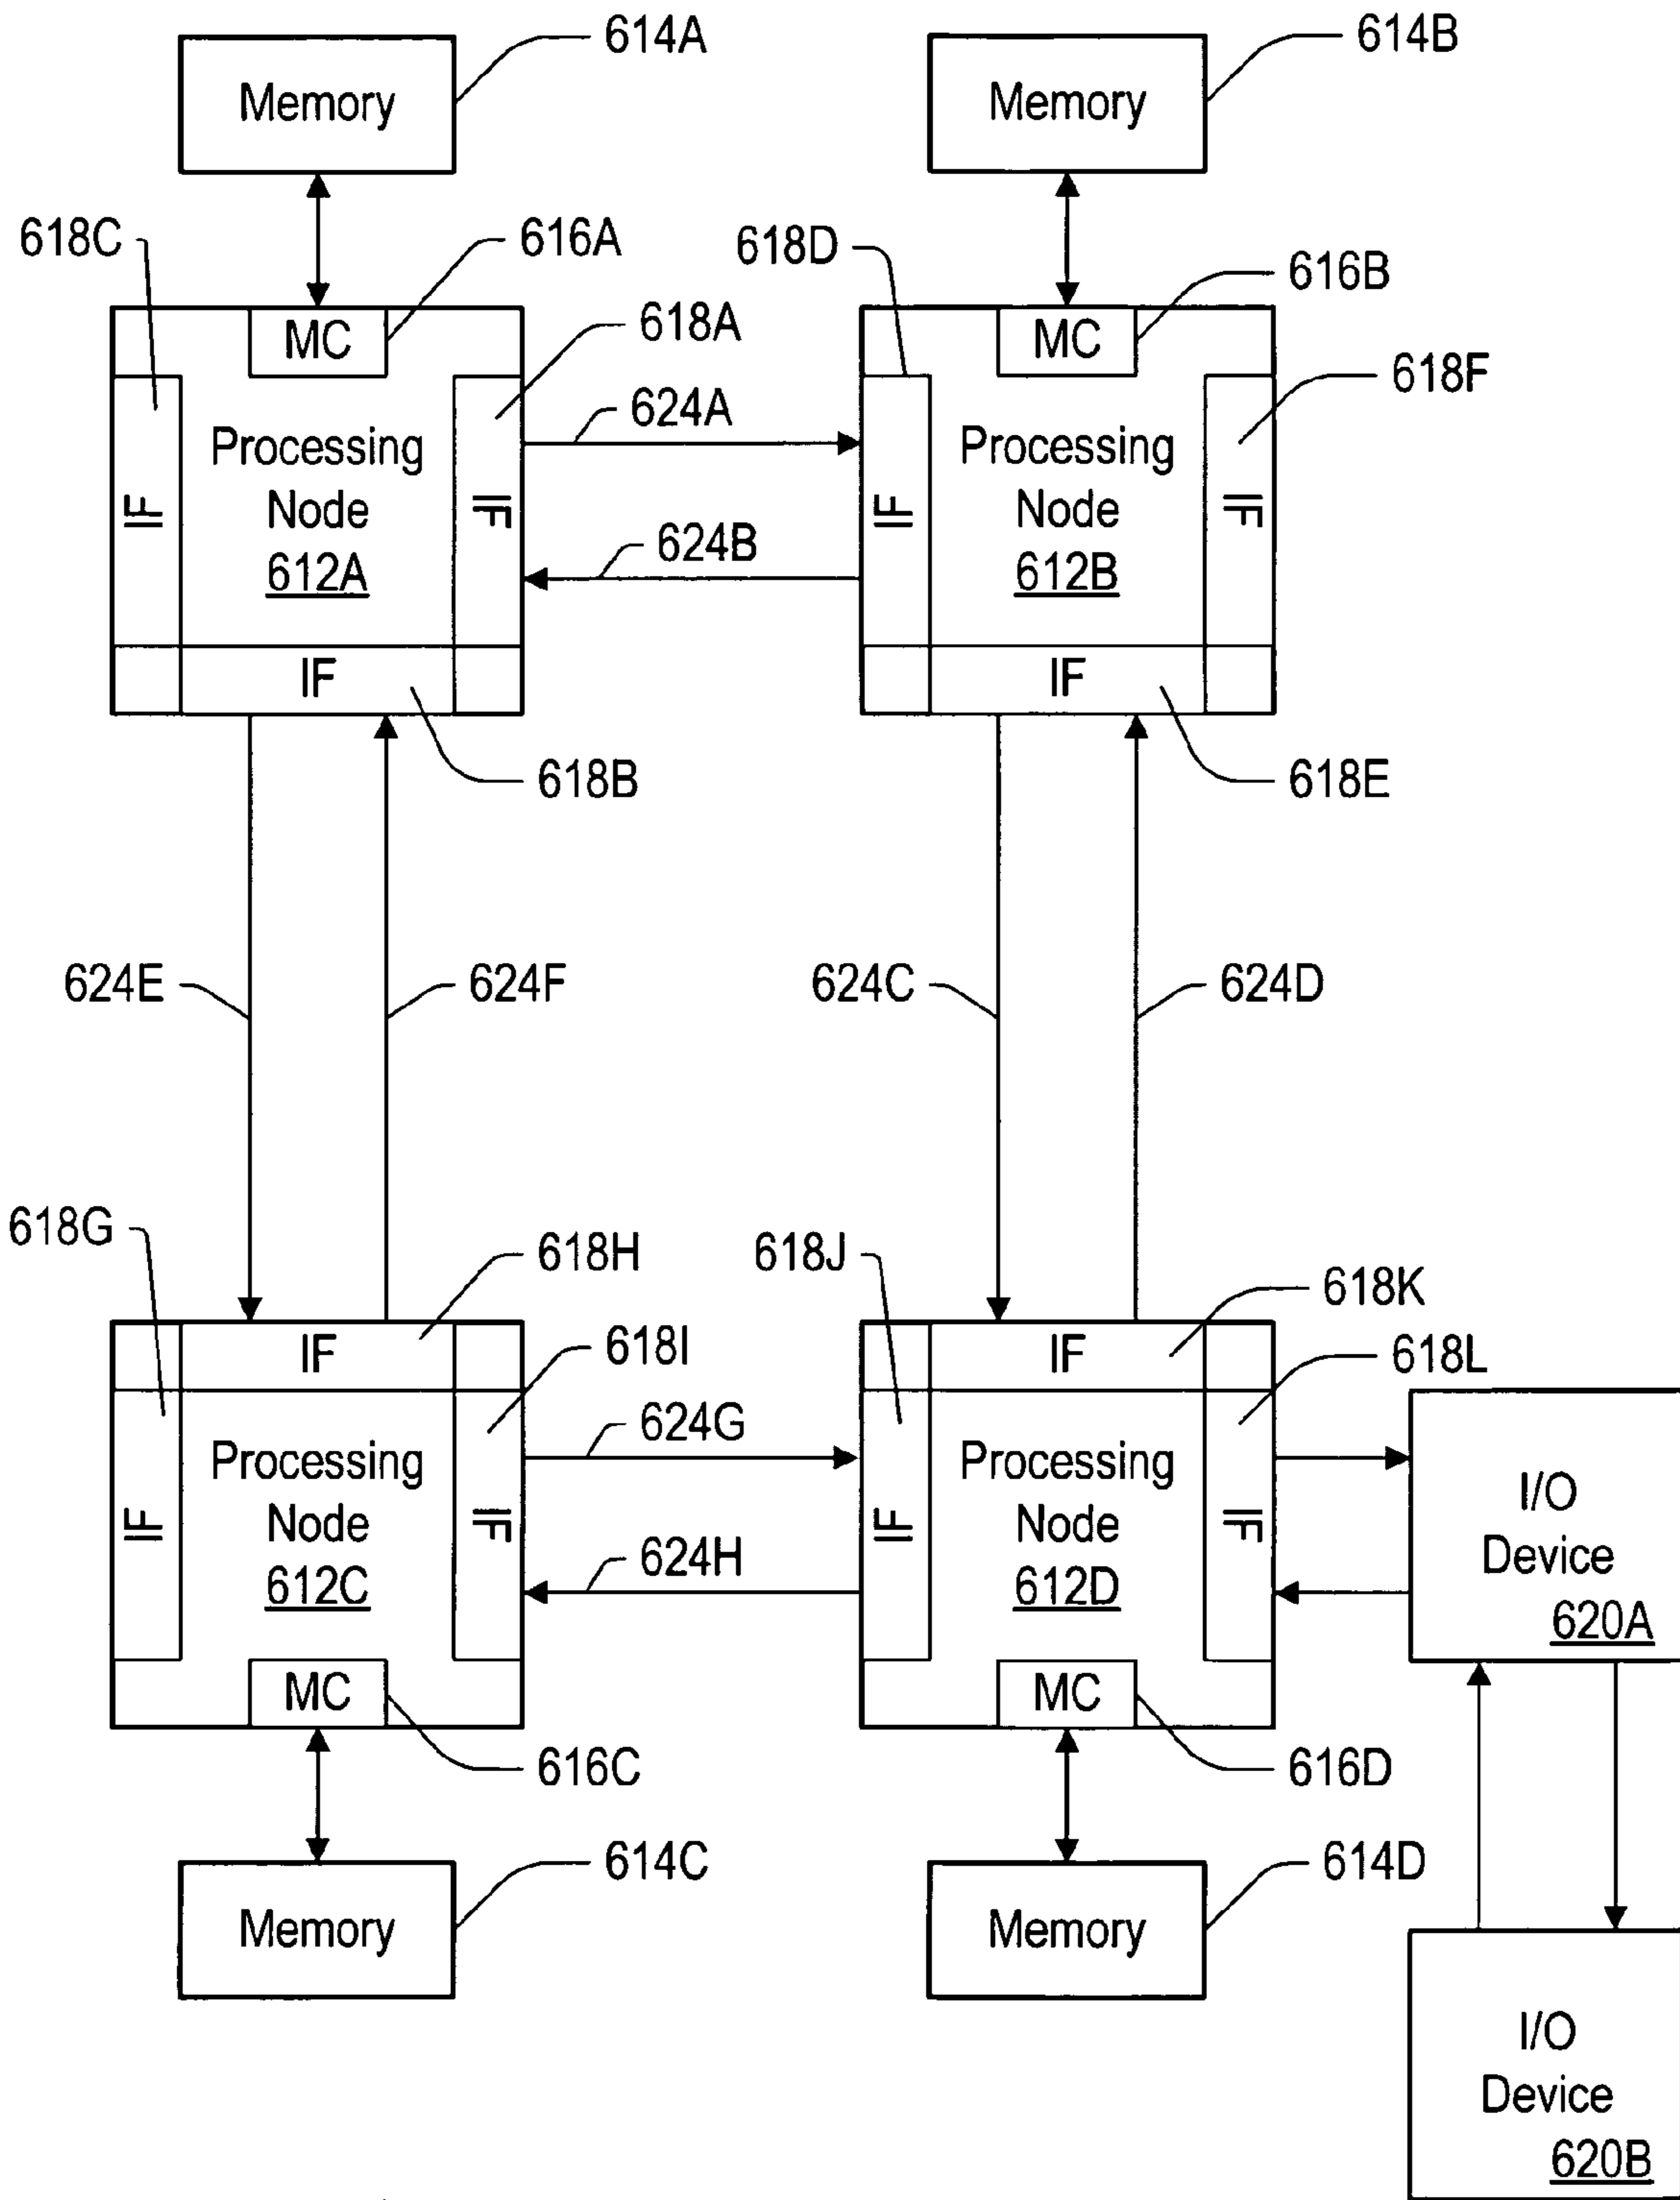 614A
614B
Memory
Memory
618C
616A
618D
616B
618A
618F
MC
MC
624A
Processing
Node
612A
Processing
Node
612B
IF
IF
IF
IF
624B
IF
IF
618B
618E
624E
624F
624C
624D
618G
618H
618J
618K
618I
618L
IF
IF
624G
Processing
Node
612C
Processing
Node
612D
I/O
Device
620A
IF
IF
IF
IF
624H
MC
MC
616C
616D
614C
614D
Memory
Memory
I/O
Device
620B